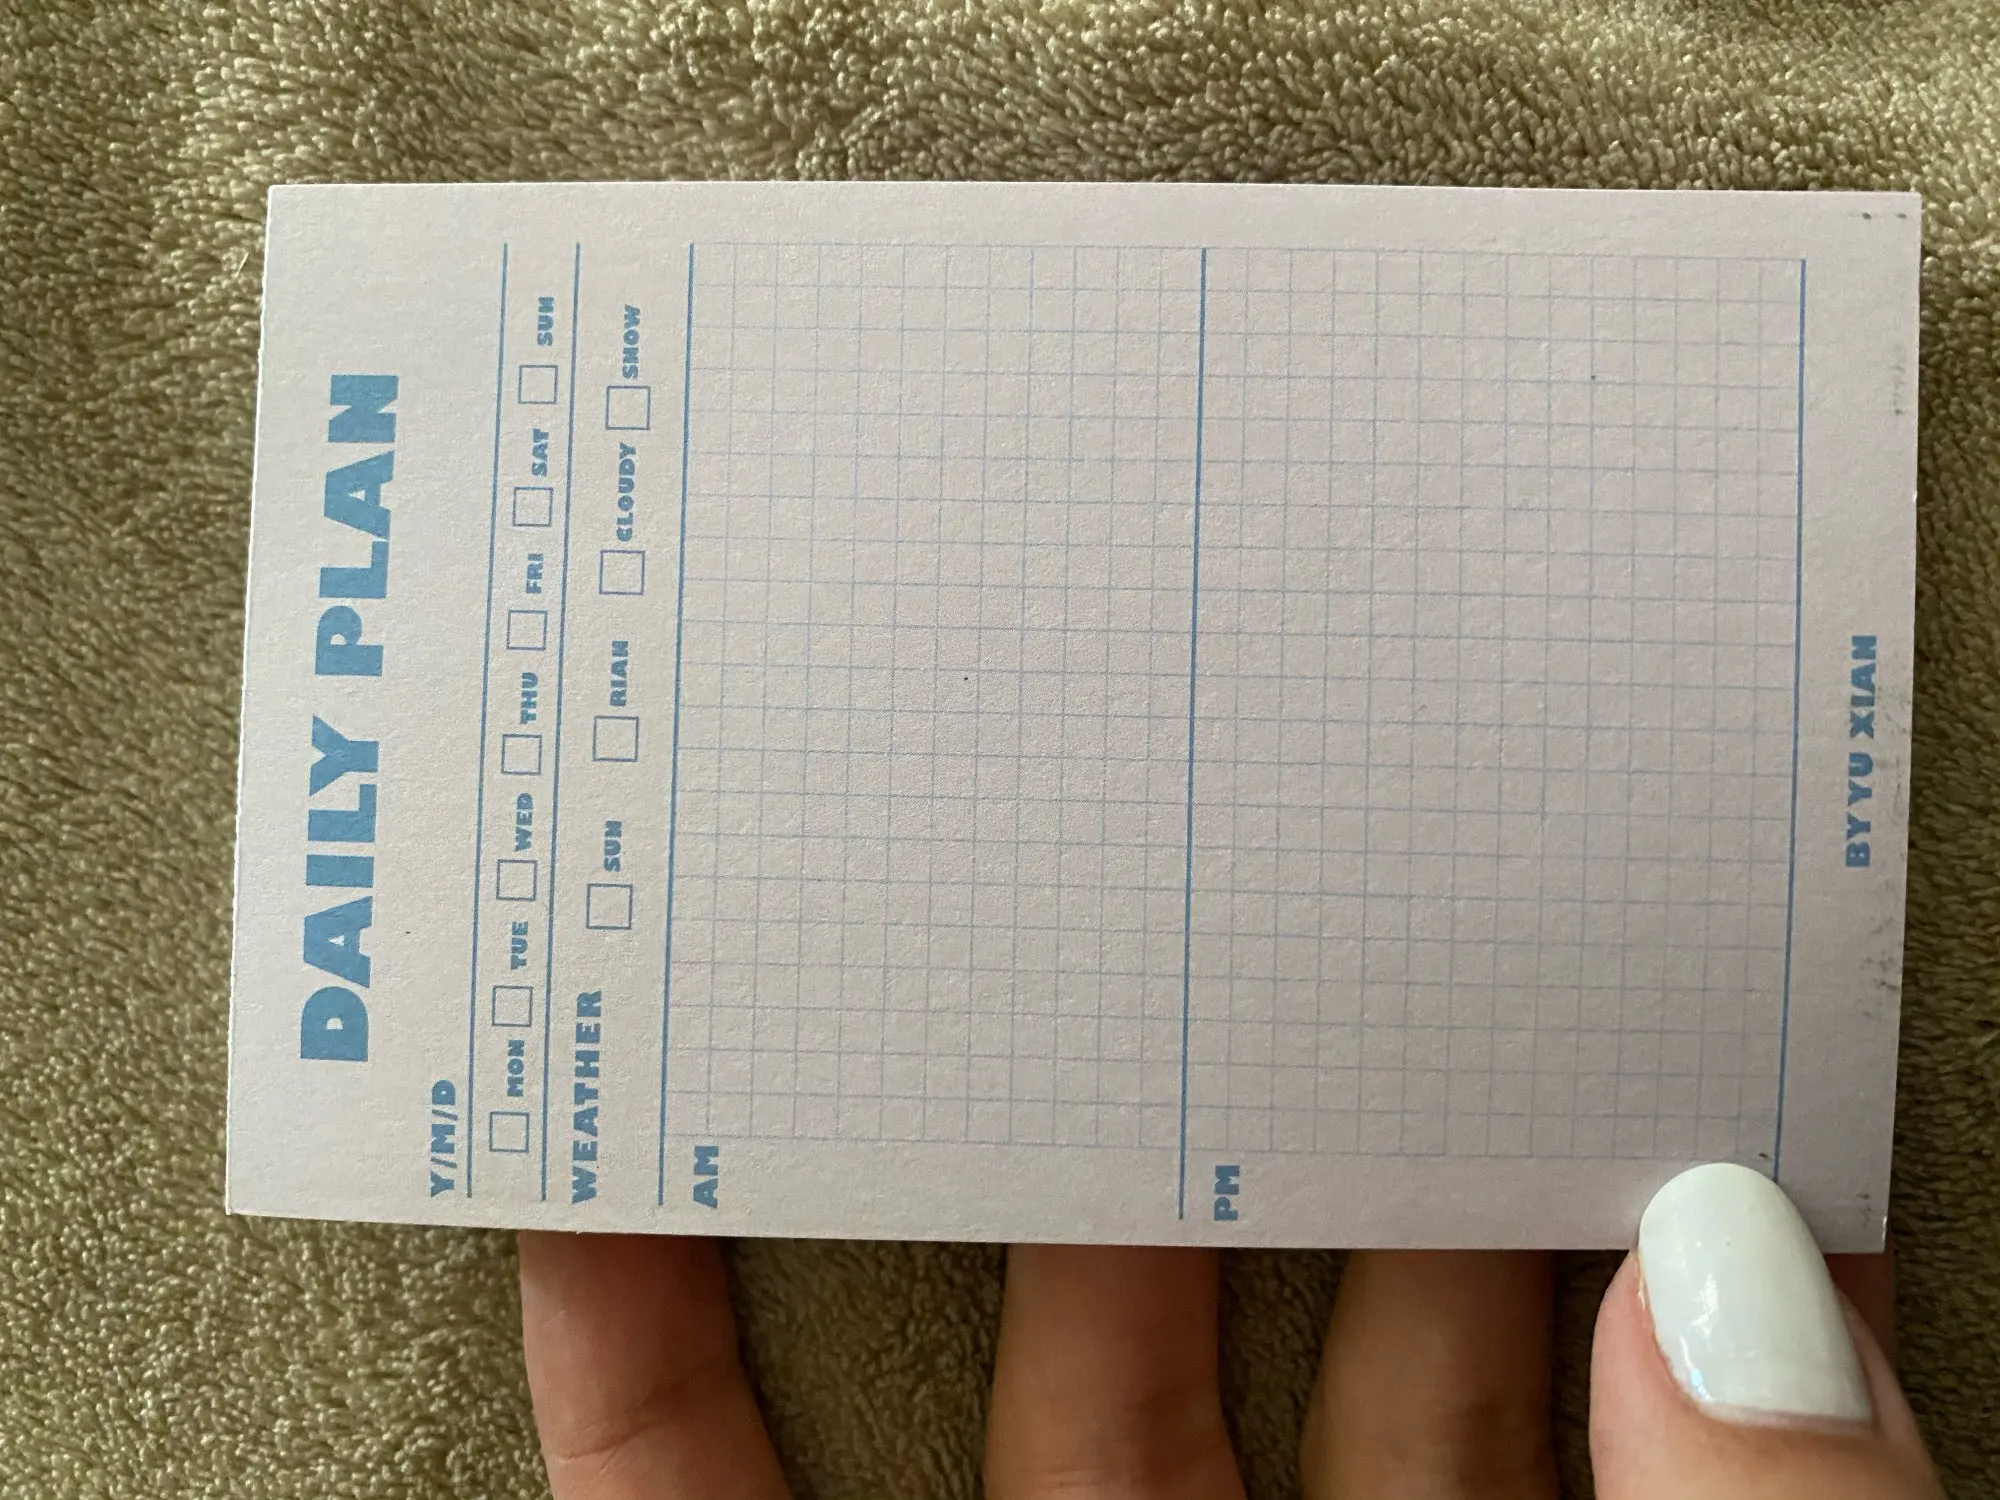 DAILY PLAN
Y/M/D
MON TUE WED THU FRI SAT SUN
WEATHER
SUN RIAN CLOUDY SNOW
AM
PM
BY YU XIAN